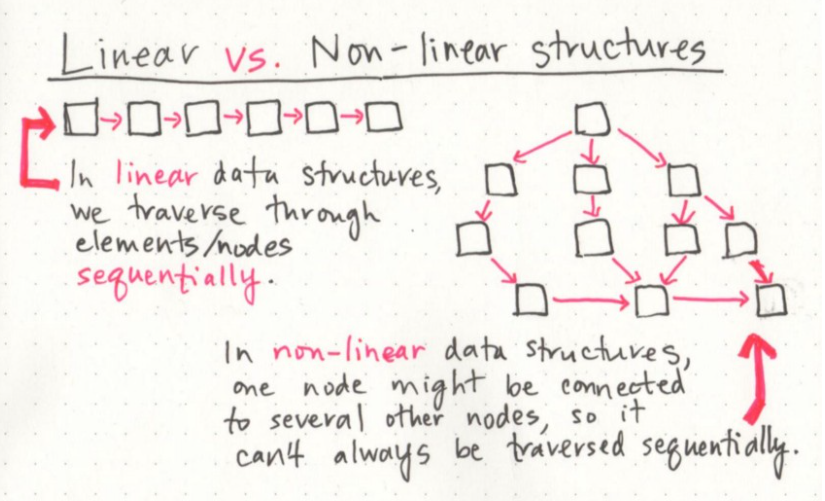 Linear vs. Non-linear structures
In linear data structures,
we traverse through
elements/nodes
sequentially.
In non-linear data structures,
one node might be connected
to several other nodes, so it
can't always be traversed sequentially.